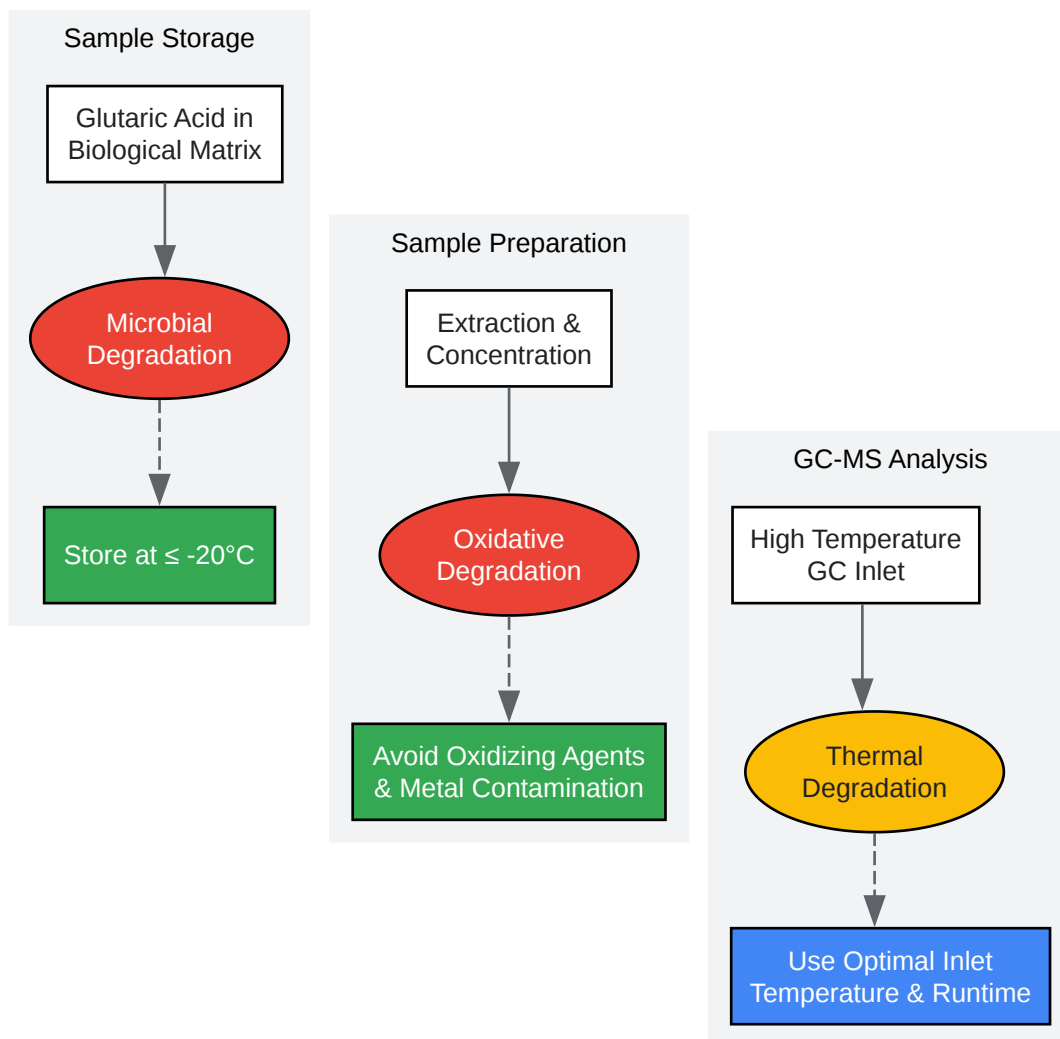 Sample Storage
Glutaric Acid in
Biological Matrix
Microbial
Degradation
Store at ≤ -20°C
Sample Preparation
Extraction &
Concentration
Oxidative
Degradation
Avoid Oxidizing Agents
& Metal Contamination
GC-MS Analysis
High Temperature
GC Inlet
Thermal
Degradation
Use Optimal Inlet
Temperature & Runtime